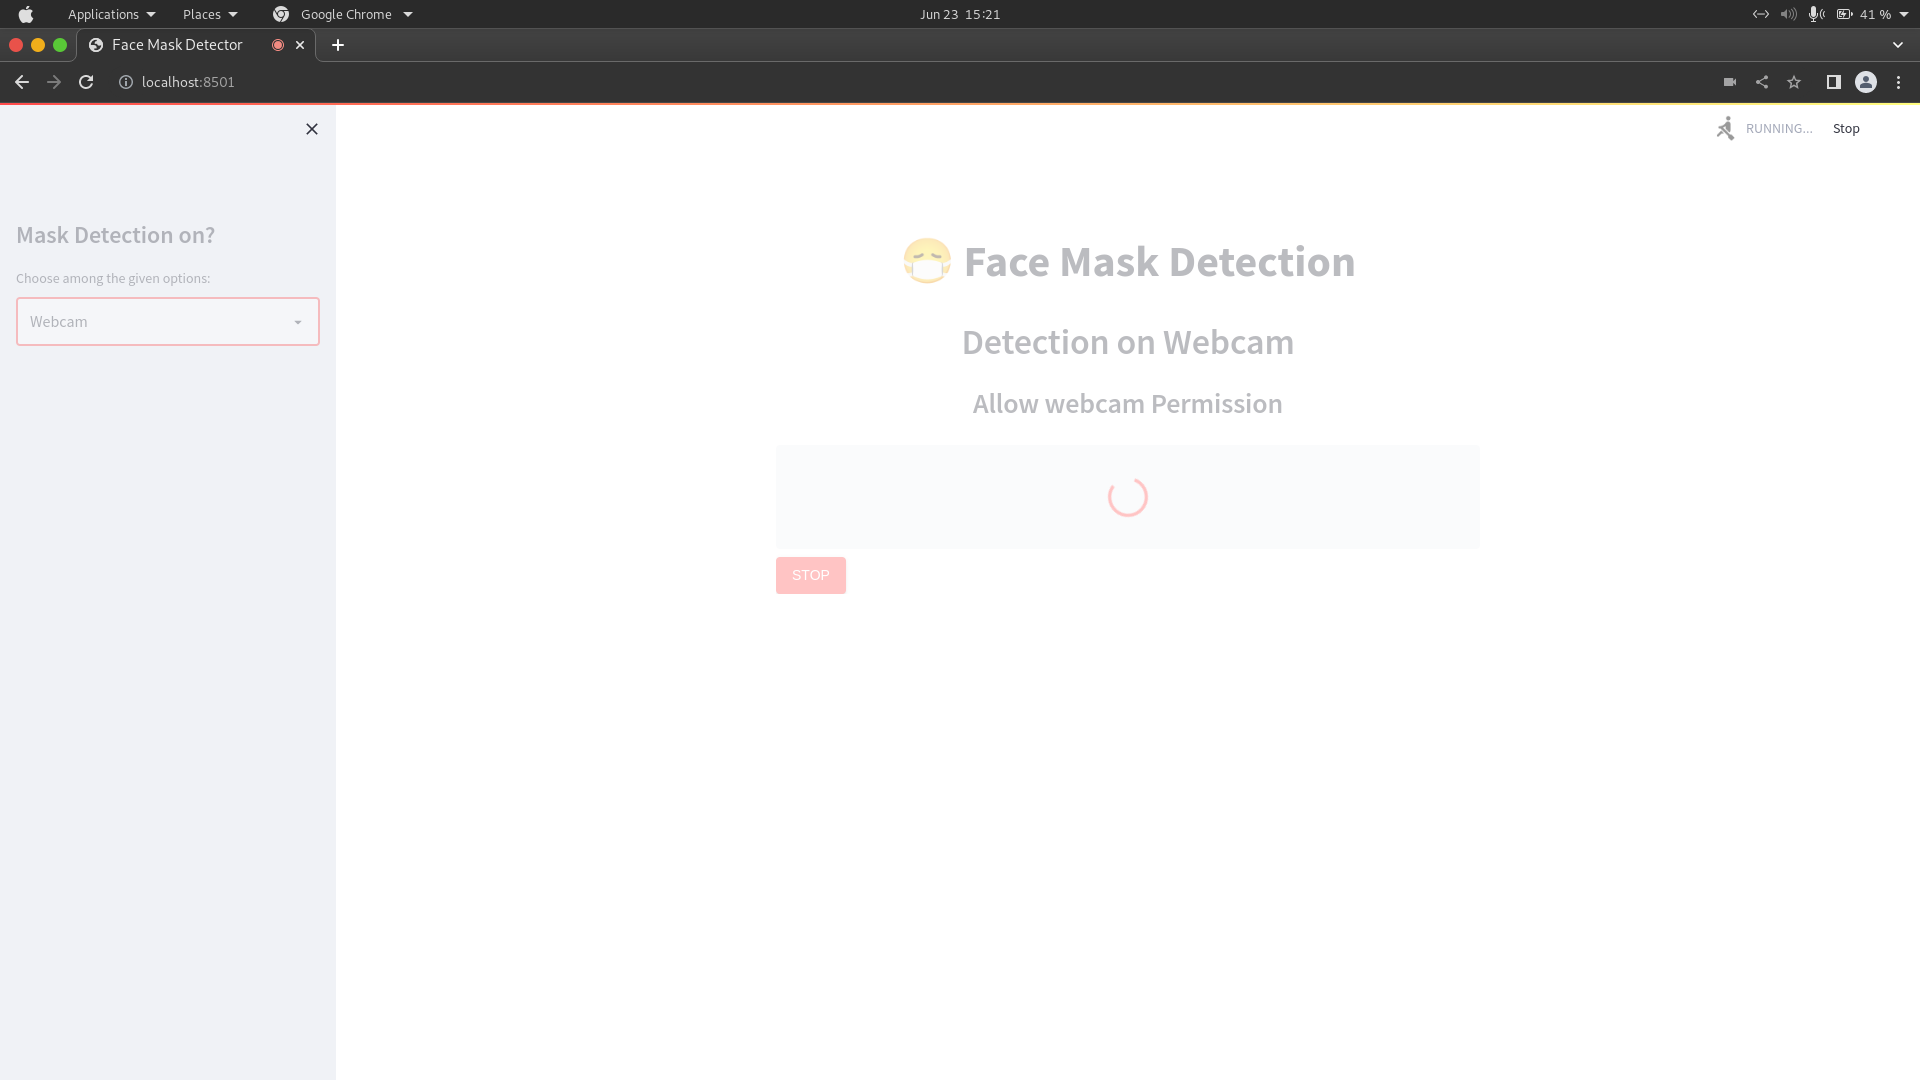 Applications Places Google Chrome Jun 23 15:21 41 %
Face Mask Detector
localhost:8501
RUNNING... Stop
Mask Detection on?
Choose among the given options:
Webcam
😷 Face Mask Detection
Detection on Webcam
Allow webcam Permission
STOP